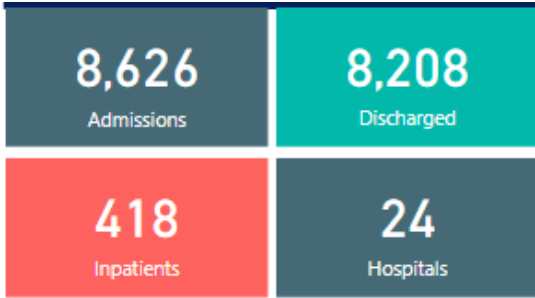 8,626
Admissions
8,208
Discharged
418
Inpatients
24
Hospitals